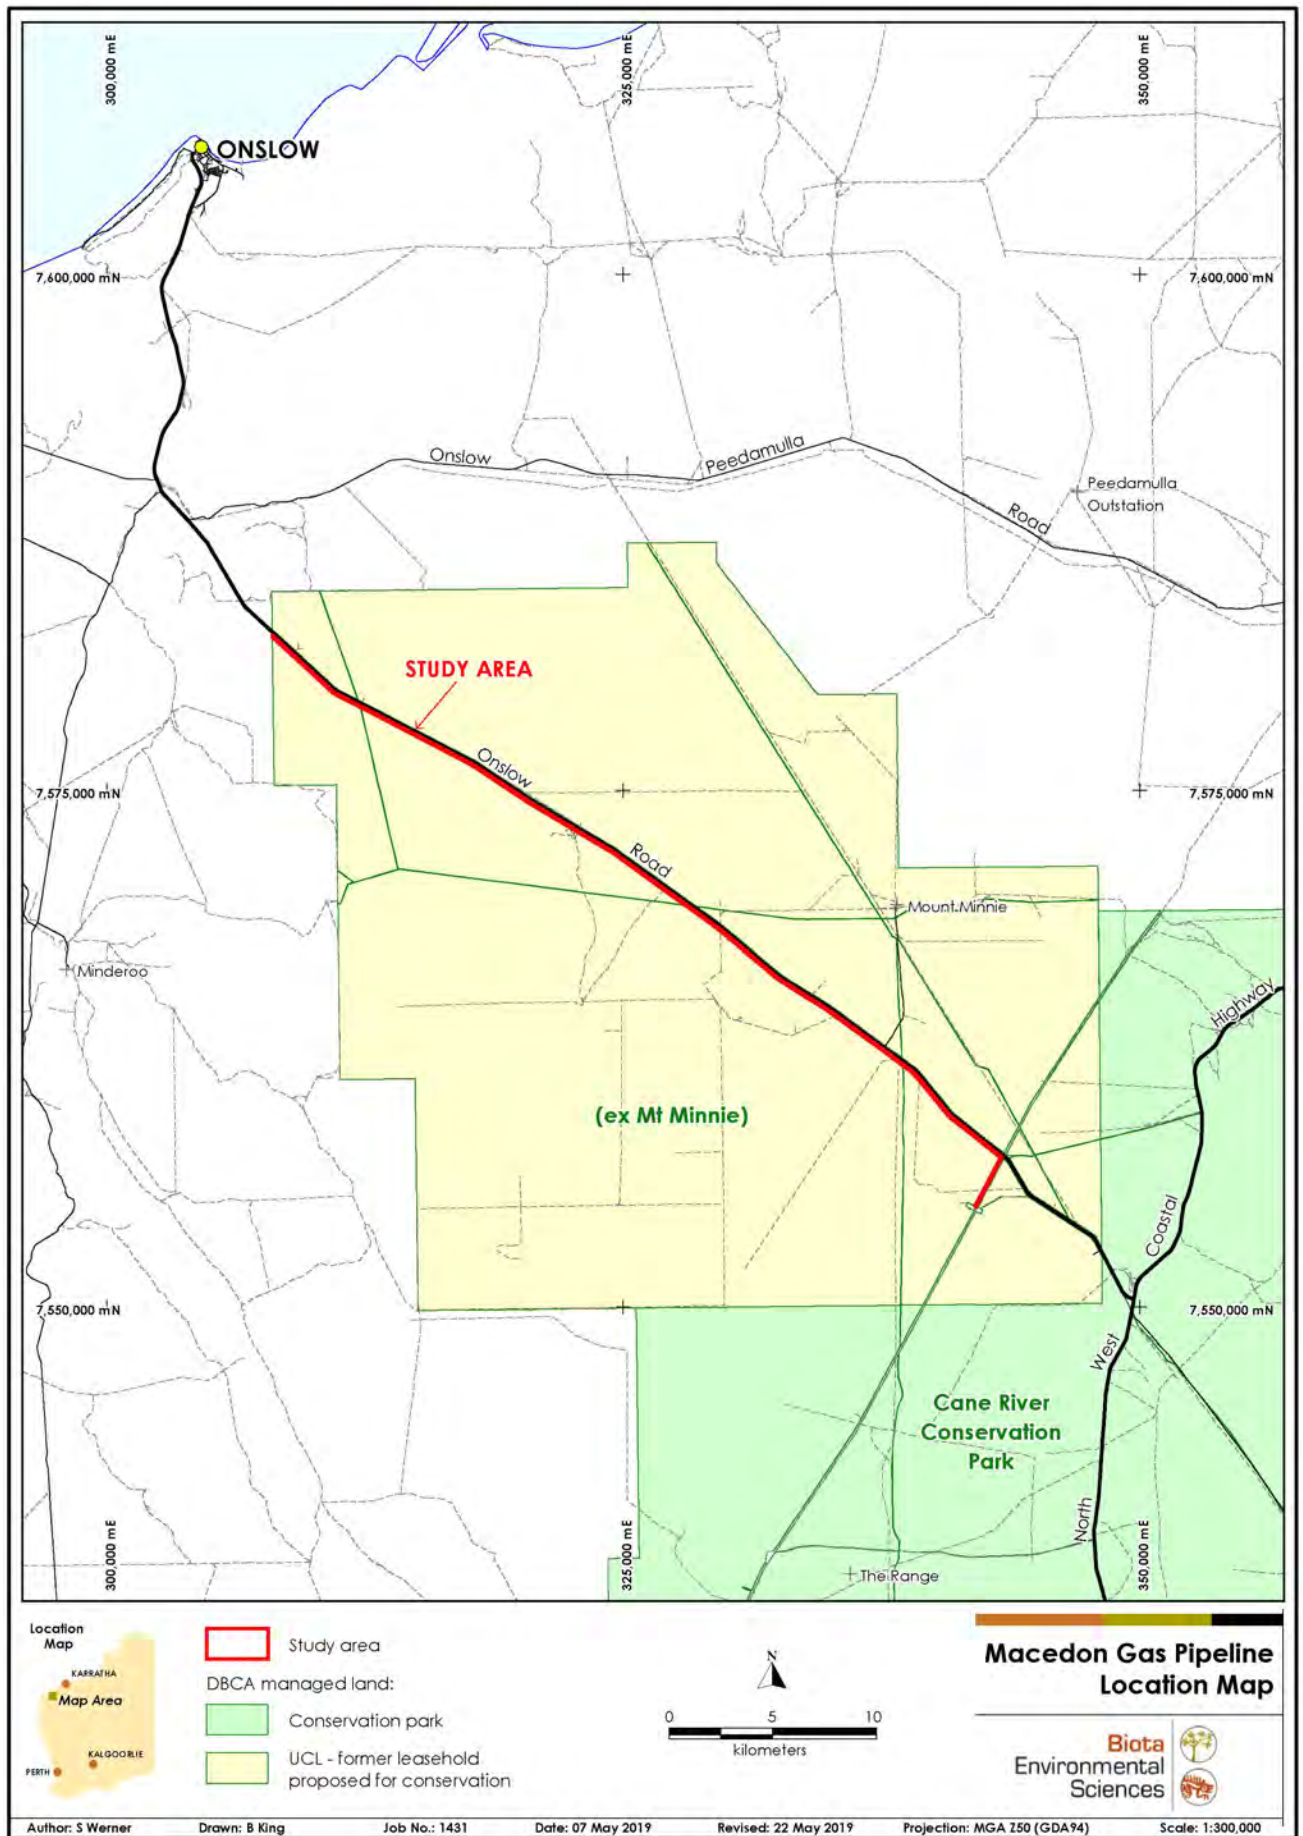 300,000 mE
325,000 mE
350,000 mE
ONSLOW
7,600,000 mN
7,600,000 mN
Onslow
Peedamulla
Road
Peedamulla
Outstation
STUDY AREA
Onslow
Road
7,575,000 mN
7,575,000 mN
Mount Minnie
Minderoo
Highway
(ex Mt Minnie)
Coastal
7,550,000 mN
7,550,000 mN
West
Cane River
Conservation
Park
North
300,000 mE
325,000 mE
350,000 mE
The Range
Location
Map
KARRATHA
Map Area
KALGOORLIE
PERTH
Study area
DBCA managed land:
Conservation park
UCL - former leasehold
proposed for conservation
N
0 5 10
kilometers
Macedon Gas Pipeline
Location Map
Biota
Environmental
Sciences
Author: S Werner Drawn: B King Job No.: 1431 Date: 07 May 2019 Revised: 22 May 2019 Projection: MGA Z50 (GDA94) Scale: 1:300,000